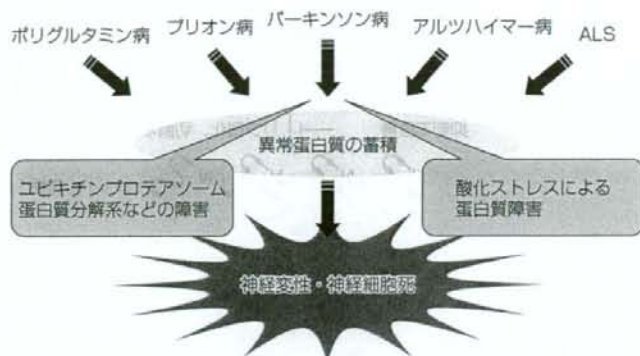 ポリグルタミン病
プリオン病
パーキンソン病
アルツハイマー病
ALS
異常蛋白質の蓄積
ユビキチンプロテアソーム
蛋白質分解系などの障害
酸化ストレスによる
蛋白質障害
神経変性・神経細胞死